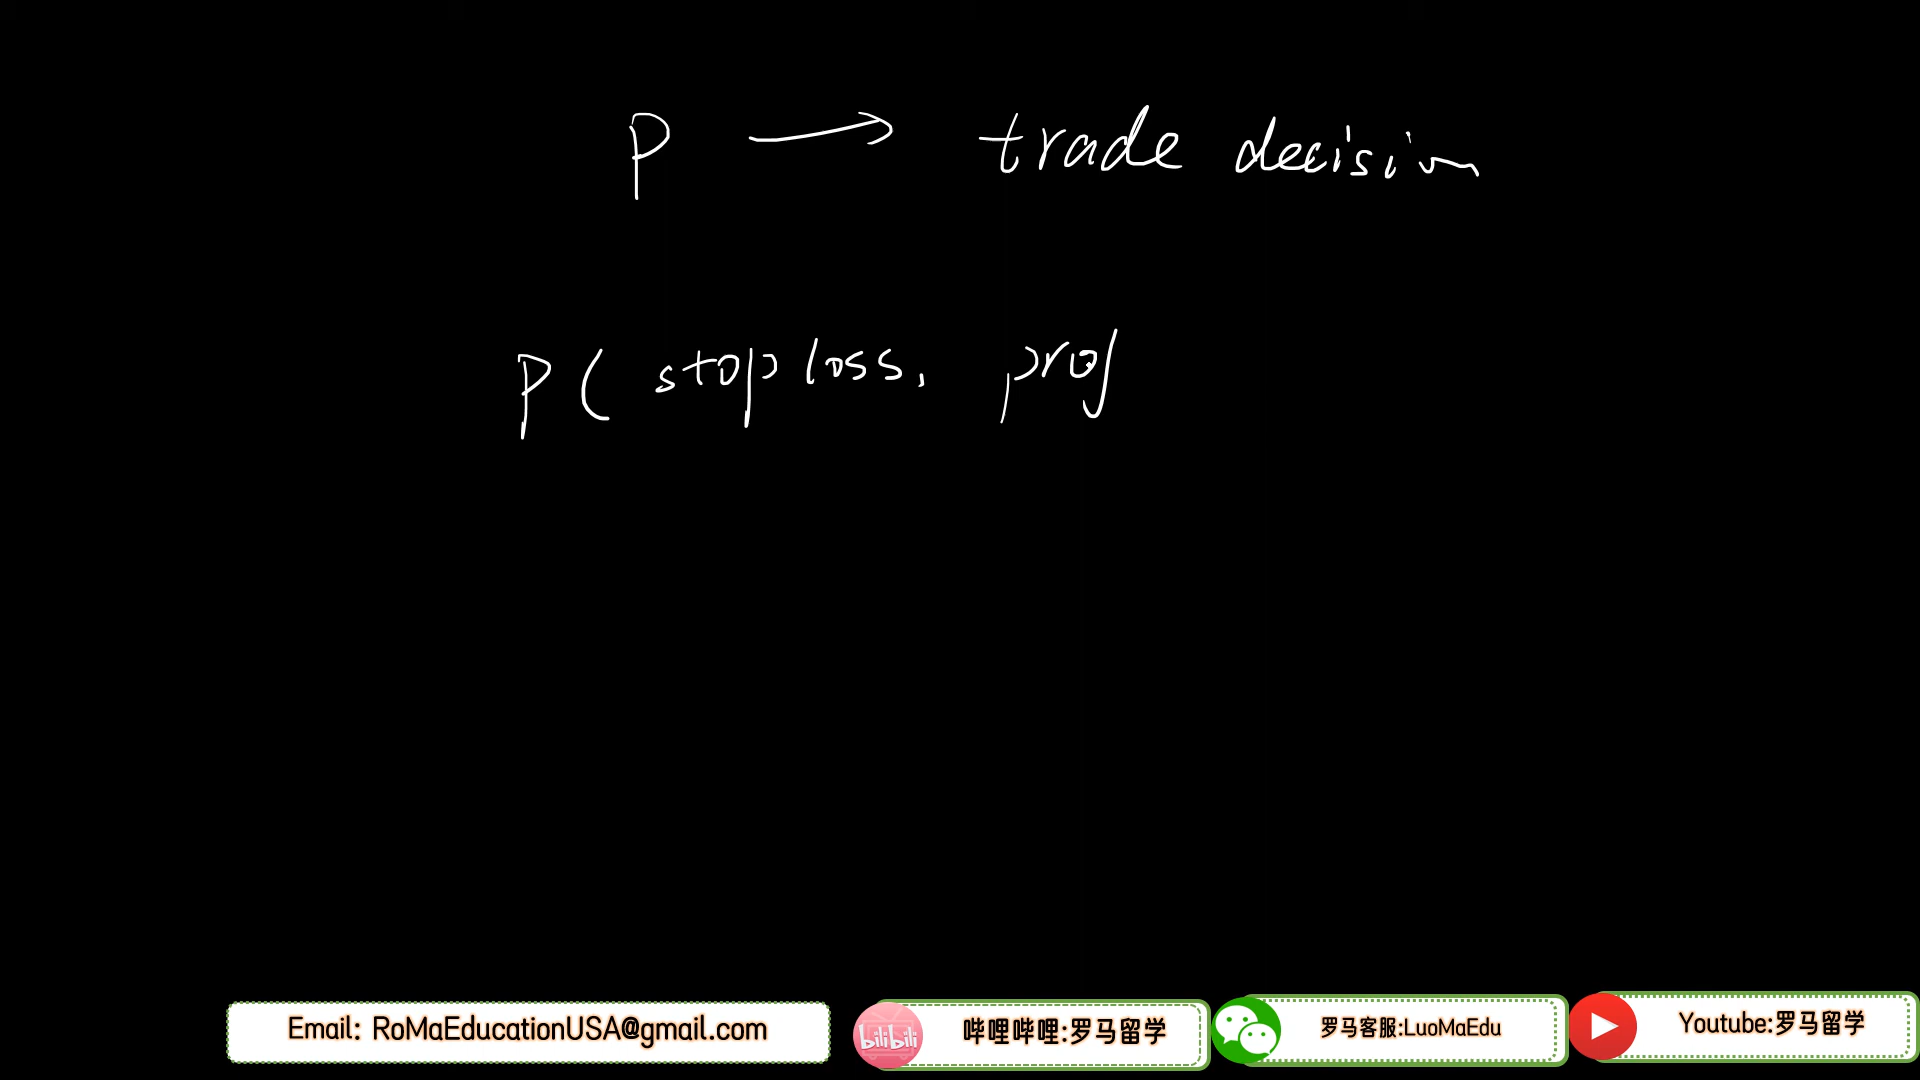 P → trade decision
P( stop loss, prof
Email: RoMaEducationUSA@gmail.com
bilibili
哔哩哔哩:罗马留学
罗马客服:LuoMaEdu
Youtube:罗马留学